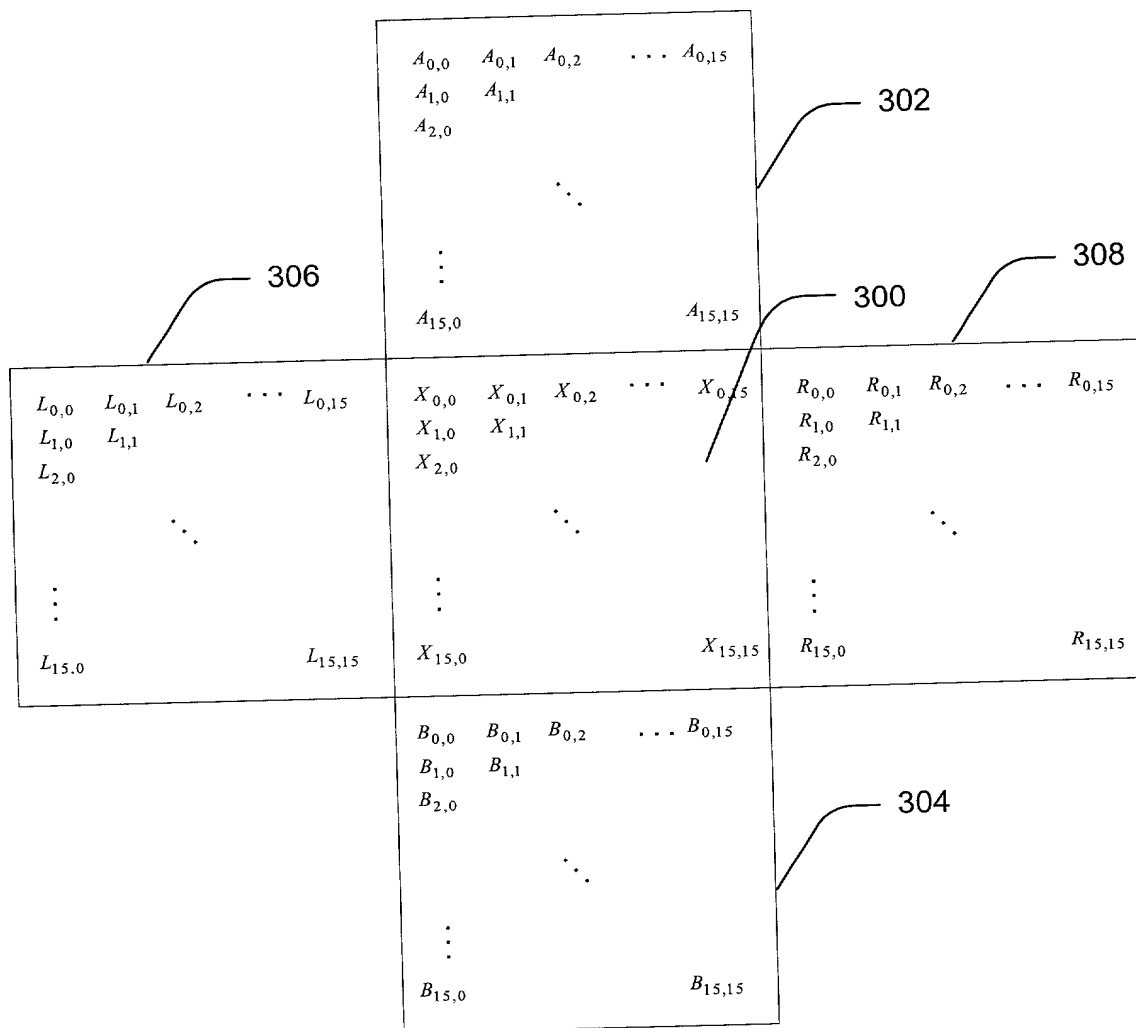 A0,0 A0,1 A0,2 ··· A0,15
A1,0 A1,1
302
A2,0
306
308
300
A15,0 A15,15
L0,0 L0,1 L0,2 ··· L0,15
X0,0 X0,1 X0,2 ··· X0,15
R0,0 R0,1 R0,2 ··· R0,15
L1,0 L1,1
X1,0 X1,1
R1,0 R1,1
L2,0
X2,0
R2,0
L15.0 L15,15
X15,0 X15,15
R15,0 R15,15
B0,0 B0,1 B0,2 ··· B0,15
B1,0 B1,1
B2,0
304
B15,0 B15,15